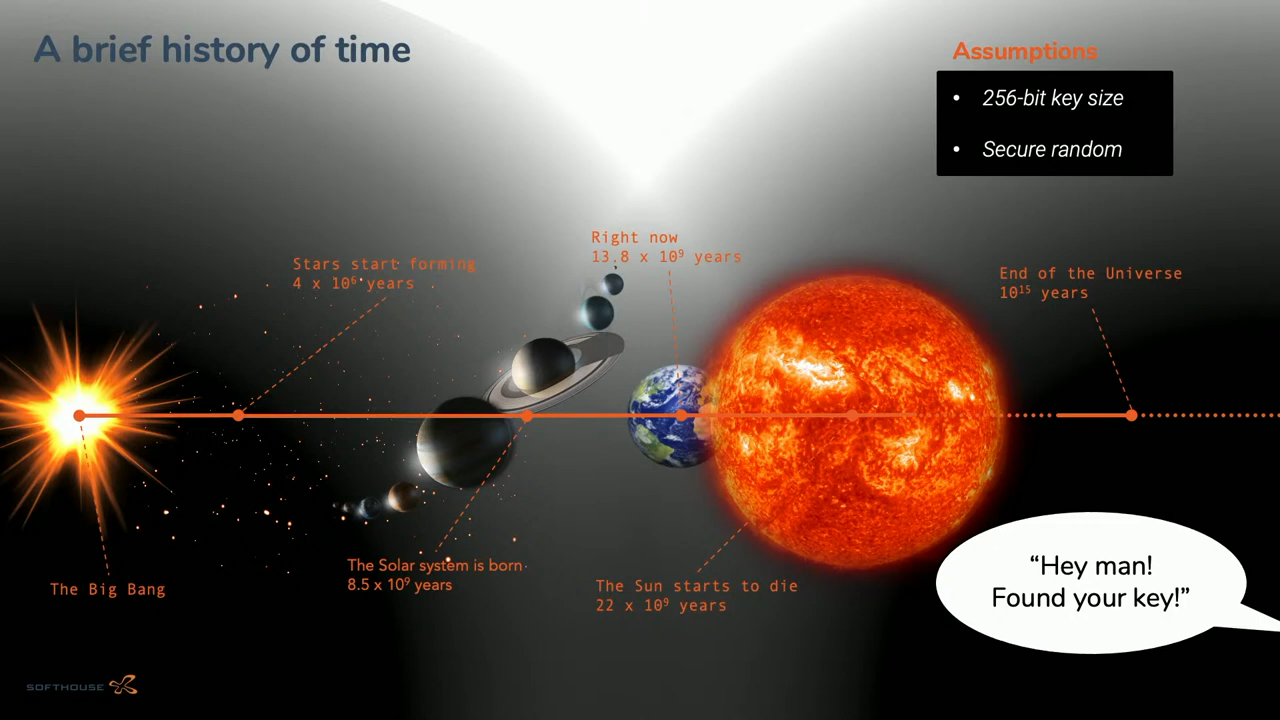 A brief history of time
Assumptions
• 256-bit key size
• Secure random
Right now
13.8 x 10⁹ years
Stars start forming
4 x 10⁶ years
End of the Universe
10¹⁵ years
The Big Bang
The Solar system is born
8.5 x 10⁹ years
The Sun starts to die
22 x 10⁹ years
“Hey man!
Found your key!”
SOFTHOUSE